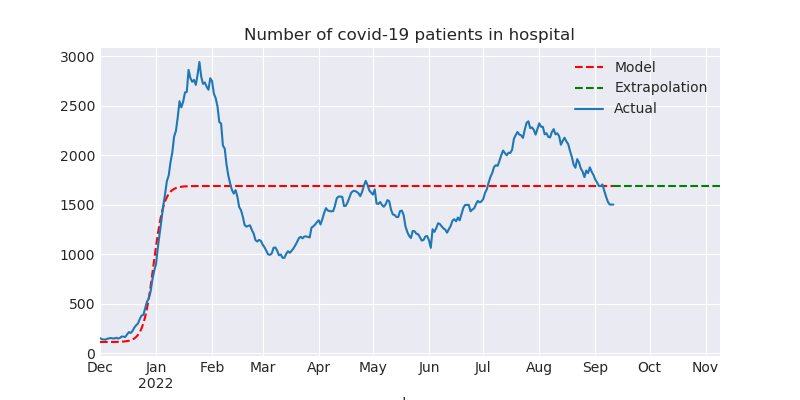 Number of covid-19 patients in hospital
3000
2500
2000
1500
1000
500
0
Model
Extrapolation
Actual
Dec Jan Feb Mar Apr May Jun Jul Aug Sep Oct Nov
2022